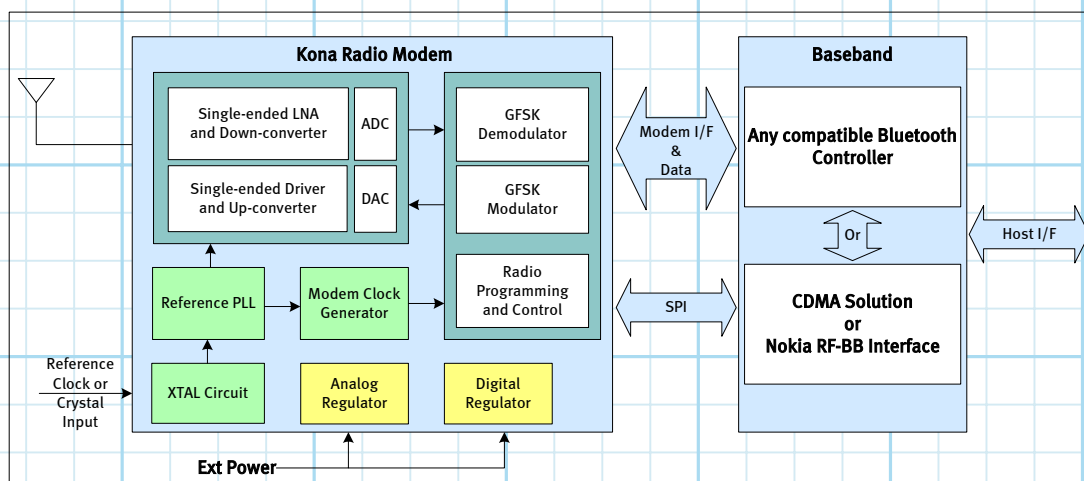 Kona Radio Modem
Single-ended LNA
and Down-converter
ADC
GFSK
Demodulator
Single-ended Driver
and Up-converter
DAC
GFSK
Modulator
Reference PLL
Modem Clock
Generator
Radio
Programming
and Control
Reference
Clock or
Crystal
Input
XTAL Circuit
Analog
Regulator
Digital
Regulator
Ext Power
Modem I/F
&
Data
SPI
Baseband
Any compatible Bluetooth
Controller
Or
CDMA Solution
or
Nokia RF-BB Interface
Host I/F